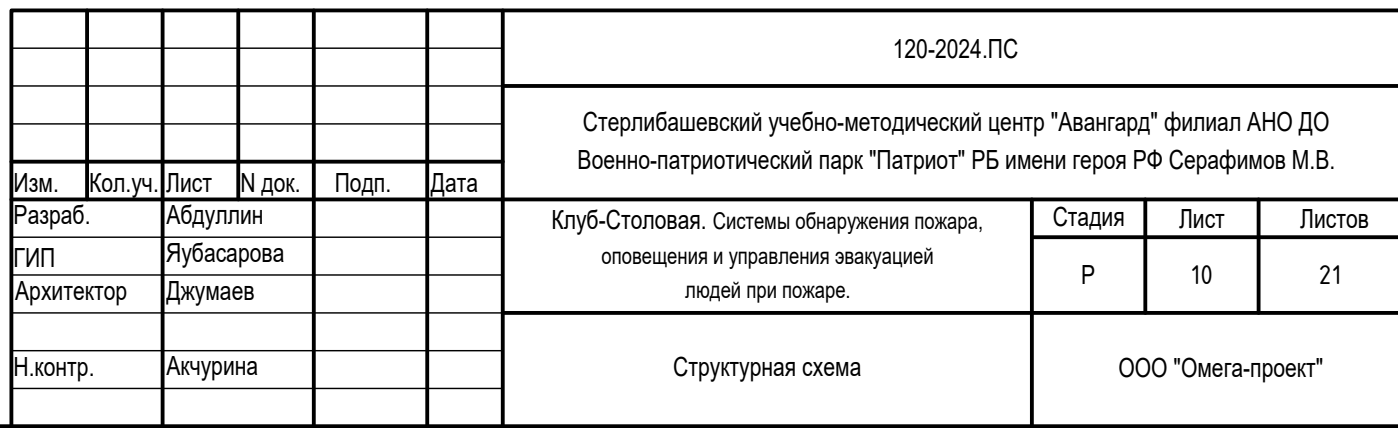 120-2024.ПС
Стерлибашевский учебно-методический центр "Авангард" филиал АНО ДО
Военно-патриотический парк "Патриот" РБ имени героя РФ Серафимов М.В.
Изм. Кол.уч. Лист N док. Подп. Дата
Разраб. Абдуллин
ГИП Яубасарова
Архитектор Джумаев
Н.контр. Акчурина
Клуб-Столовая. Системы обнаружения пожара,
оповещения и управления эвакуацией
людей при пожаре.
Стадия Лист Листов
Р 10 21
Структурная схема
ООО "Омега-проект"